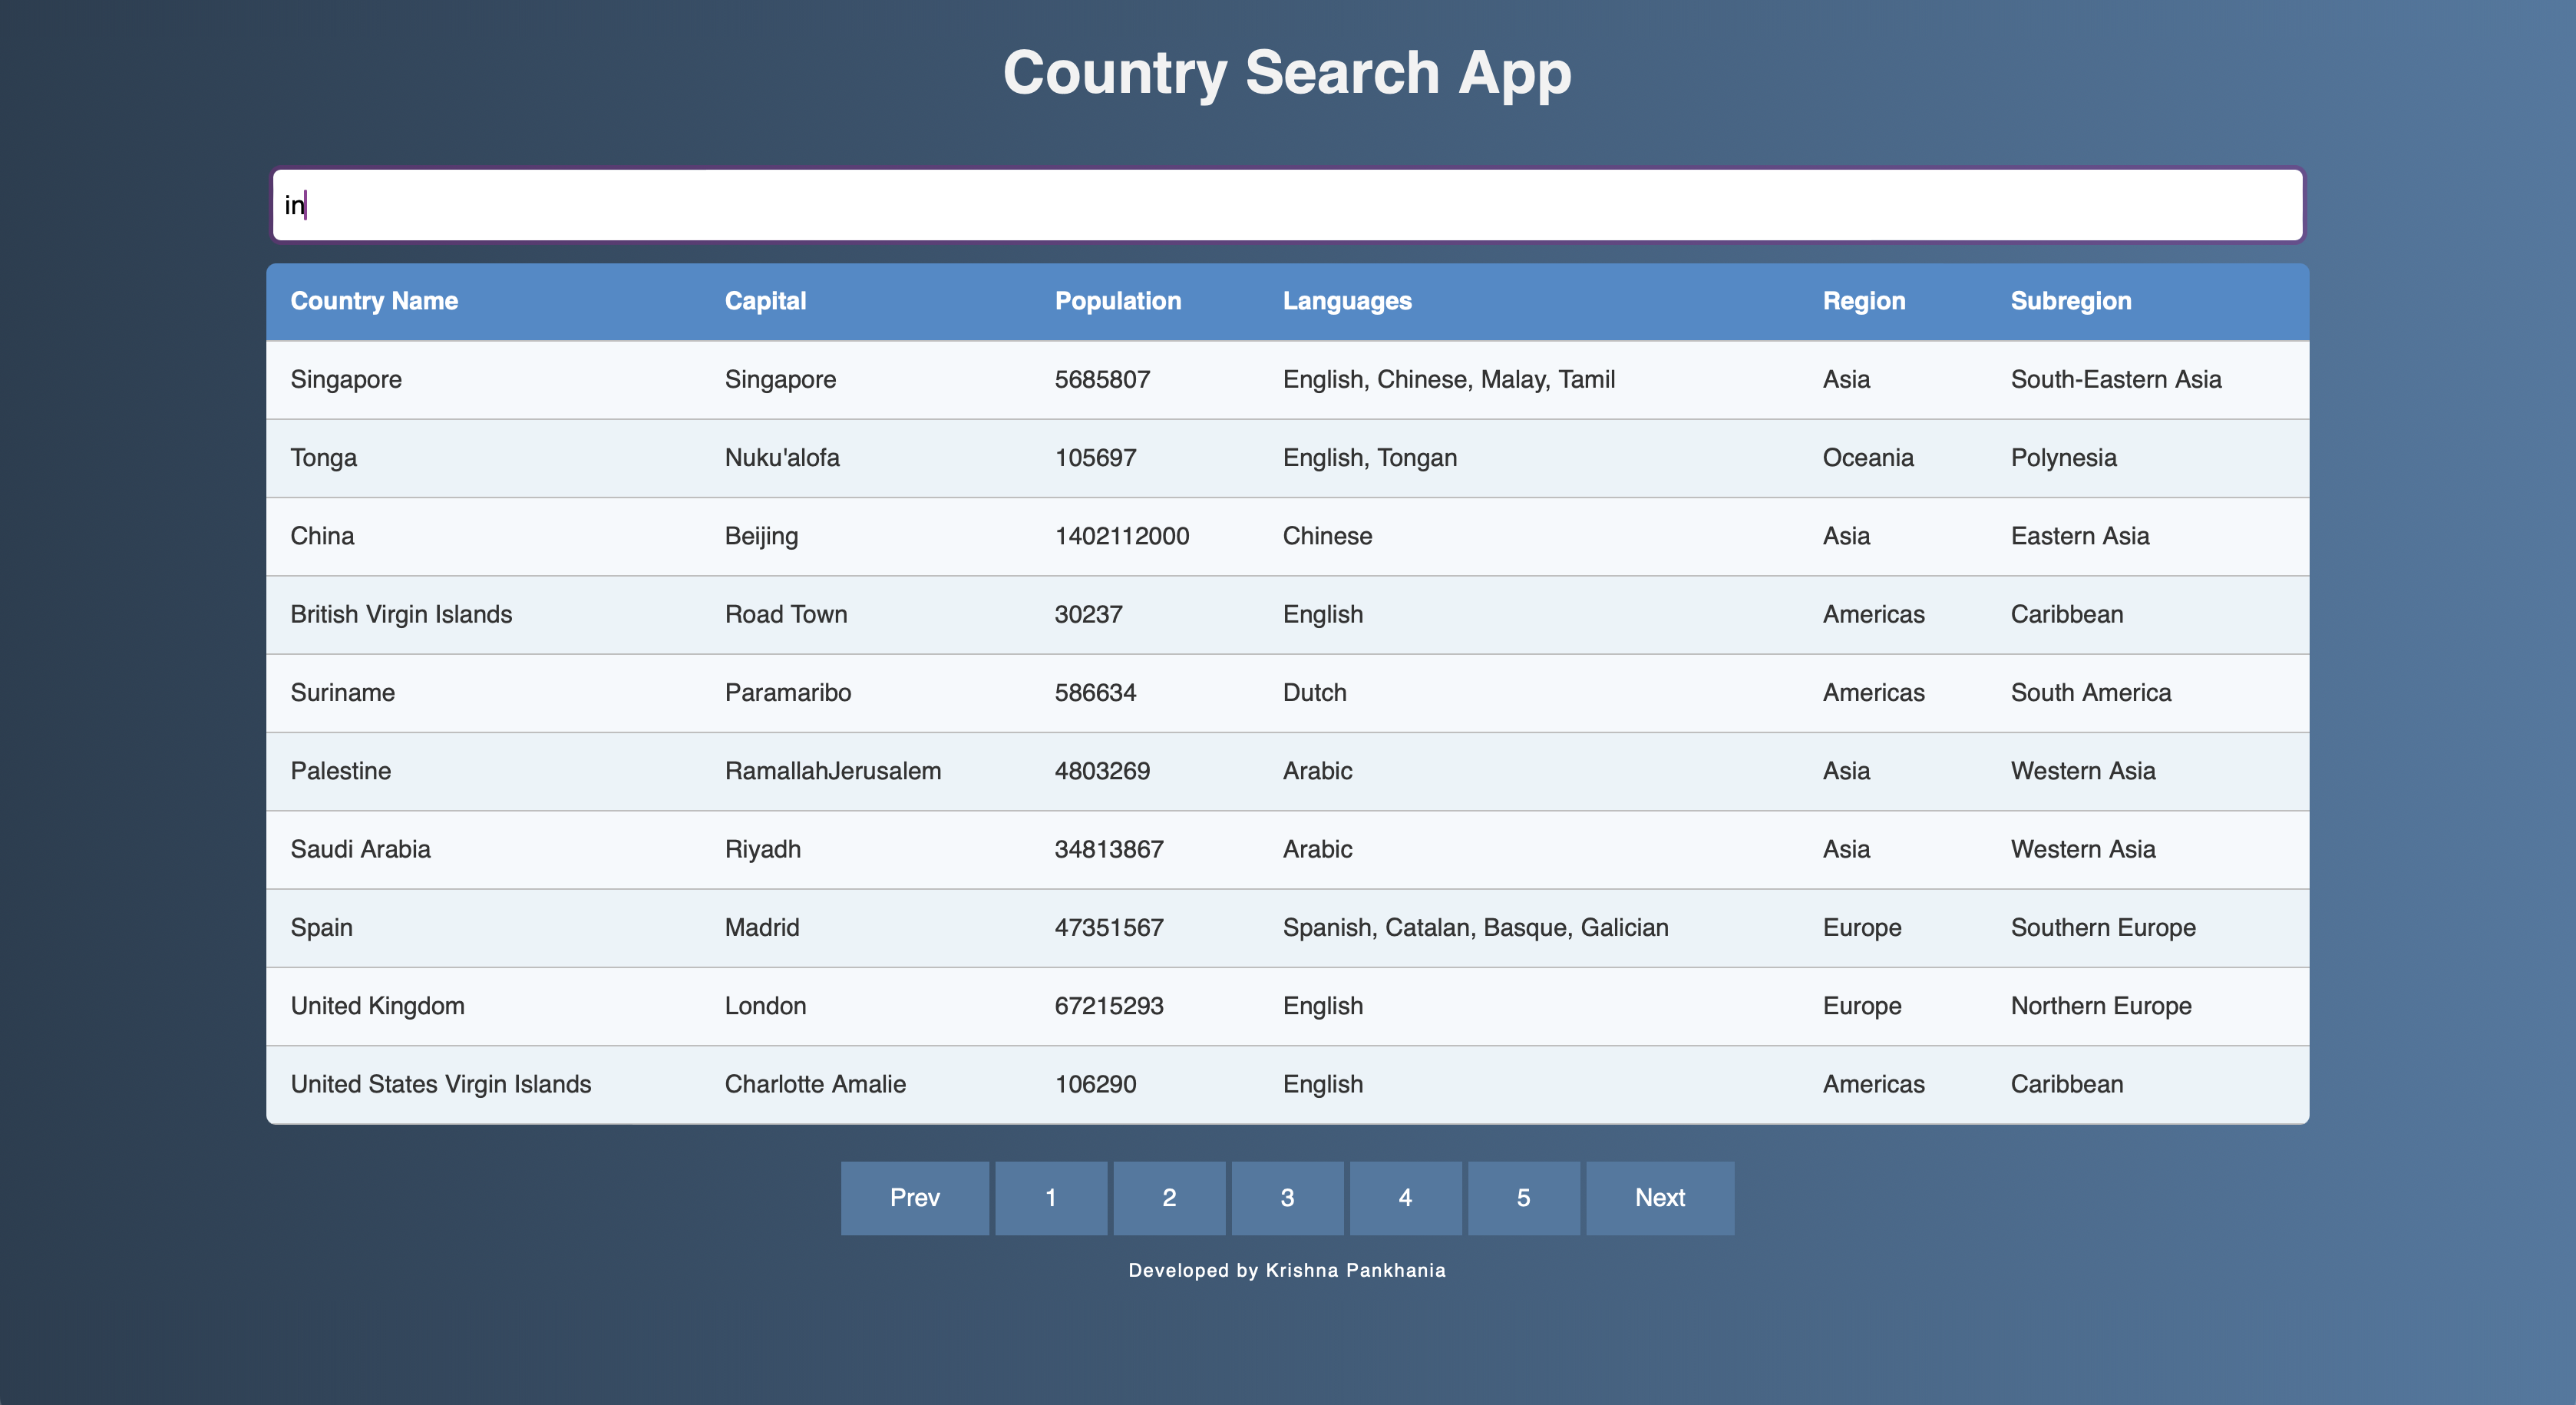 Country Search App
in
Country Name Capital Population Languages Region Subregion
Singapore Singapore 5685807 English, Chinese, Malay, Tamil Asia South-Eastern Asia
Tonga Nuku'alofa 105697 English, Tongan Oceania Polynesia
China Beijing 1402112000 Chinese Asia Eastern Asia
British Virgin Islands Road Town 30237 English Americas Caribbean
Suriname Paramaribo 586634 Dutch Americas South America
Palestine RamallahJerusalem 4803269 Arabic Asia Western Asia
Saudi Arabia Riyadh 34813867 Arabic Asia Western Asia
Spain Madrid 47351567 Spanish, Catalan, Basque, Galician Europe Southern Europe
United Kingdom London 67215293 English Europe Northern Europe
United States Virgin Islands Charlotte Amalie 106290 English Americas Caribbean
Prev 1 2 3 4 5 Next
Developed by Krishna Pankhania